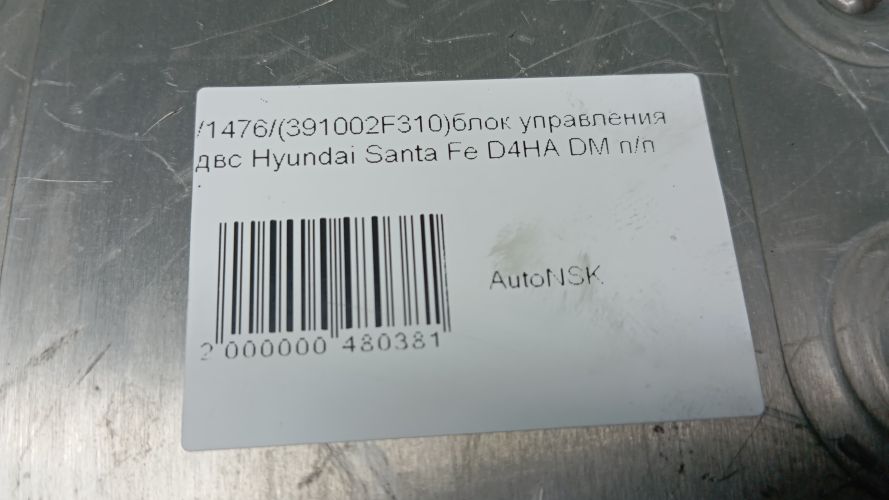 /1476/(391002F310)блок управления
двс Hyundai Santa Fe D4HA DM п/п
AutoNSK
2 000000 480381